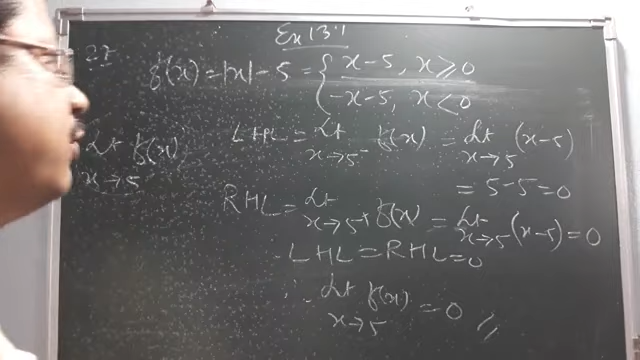 Ex 13.1
27
f(x) = |x| - 5 = { x-5, x ⩾ 0
-x-5, x < 0
Lt f(x)
x→5
LHL = Lt f(x) = Lt (x-5)
x→5⁻ x→5
= 5-5 = 0
RHL = Lt f(x) = Lt (x-5) = 0
x→5+ x→5
LHL = RHL = 0
∴ Lt f(x) = 0 //
x→5